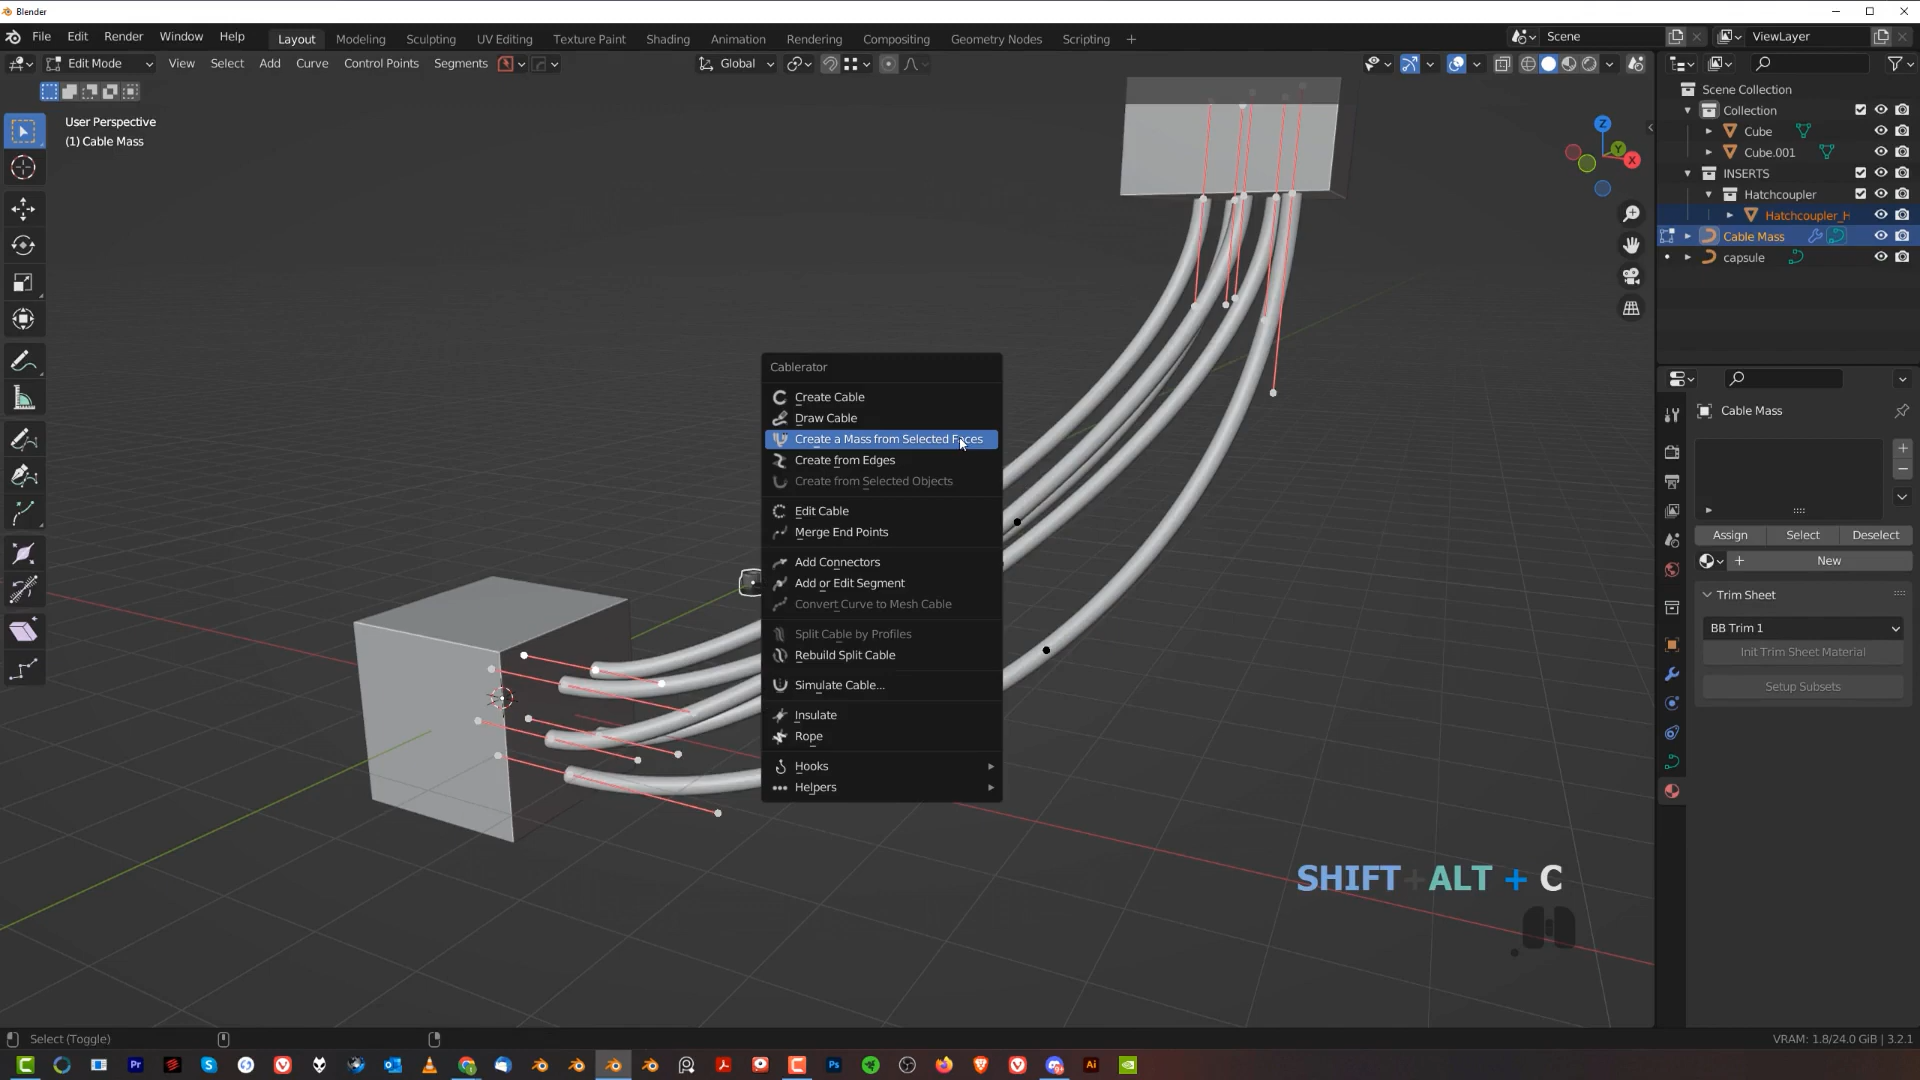 Blender
File Edit Render Window Help Layout Modeling Sculpting UV Editing Texture Paint Shading Animation Rendering Compositing Geometry Nodes Scripting + Scene ViewLayer
Edit Mode View Select Add Curve Control Points Segments Global
User Perspective
(1) Cable Mass
Z
Y
X
Scene Collection
Collection
Cube
Cube.001
INSERTS
Hatchcoupler
Hatchcoupler_H
Cable Mass
capsule
Cable Mass
Assign Select Deselect
New
Trim Sheet
BB Trim 1
Init Trim Sheet Material
Setup Subsets
Cablerator
Create Cable
Draw Cable
Create a Mass from Selected Faces
Create from Edges
Create from Selected Objects
Edit Cable
Merge End Points
Add Connectors
Add or Edit Segment
Convert Curve to Mesh Cable
Split Cable by Profiles
Rebuild Split Cable
Simulate Cable...
Insulate
Rope
Hooks
Helpers
SHIFT + ALT + C
Select (Toggle) VRAM: 1.8/24.0 GiB | 3.2.1